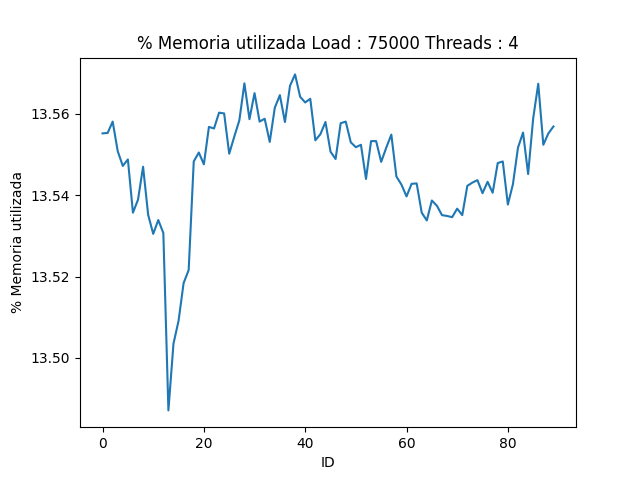 % Memoria utilizada Load : 75000 Threads : 4
% Memoria utilizada
13.56
13.54
13.52
13.50
0 20 40 60 80
ID